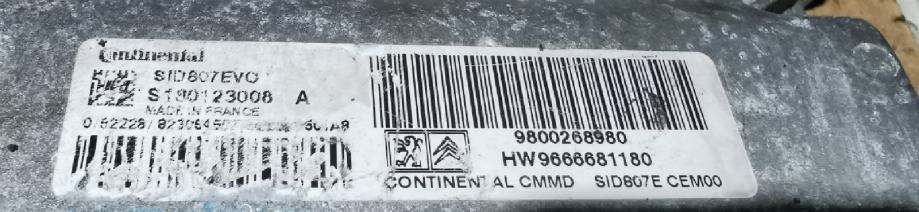 Continental
SID807EVO
S180123008 A
MADE IN FRANCE
9800268980
HW9666681180
CONTINENTAL CMMD SID807E CEM00